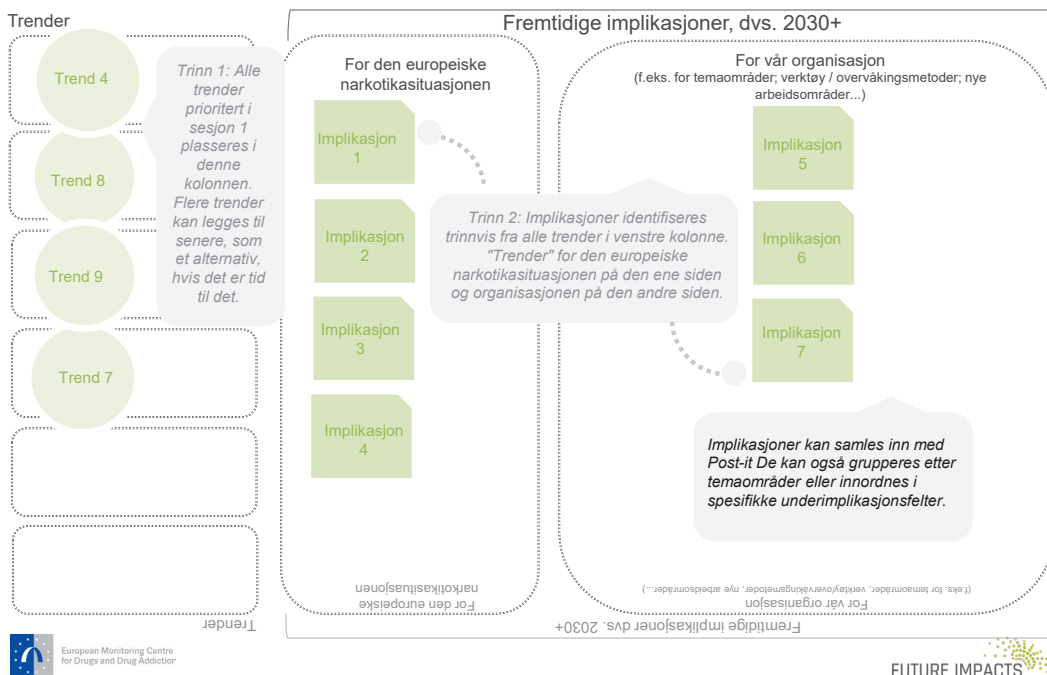 Trender
Fremtidige implikasjoner, dvs. 2030+
Trend 4
Trend 8
Trend 9
Trend 7
Trinn 1: Alle
trender
prioritert i
sesjon 1
plasseres i
denne
kolonnen.
Flere trender
kan legges til
senere, som
et alternativ,
hvis det er tid
til det.
For den europeiske
narkotikasituasjonen
Implikasjon
1
Implikasjon
2
Implikasjon
3
Implikasjon
4
Trinn 2: Implikasjoner identifiseres
trinnvis fra alle trender i venstre kolonne.
"Trender" for den europeiske
narkotikasituasjonen på den ene siden
og organisasjonen på den andre siden.
For vår organisasjon
(f.eks. for temaområder; verktøy / overvåkingsmetoder; nye
arbeidsområder...)
Implikasjon
5
Implikasjon
6
Implikasjon
7
Implikasjoner kan samles inn med
Post-it De kan også grupperes etter
temaområder eller innordnes i
spesifikke underimplikasjonsfelter.
For den europeiske
narkotikasituasjonen
For vår organisasjon
(f.eks. for temaområder, verktøy/overvåkingsmetoder, nye arbeidsområder...)
Trender
Fremtidige implikasjoner dvs. 2030+
European Monitoring Centre
for Drugs and Drug Addiction
FUTURE IMPACTS